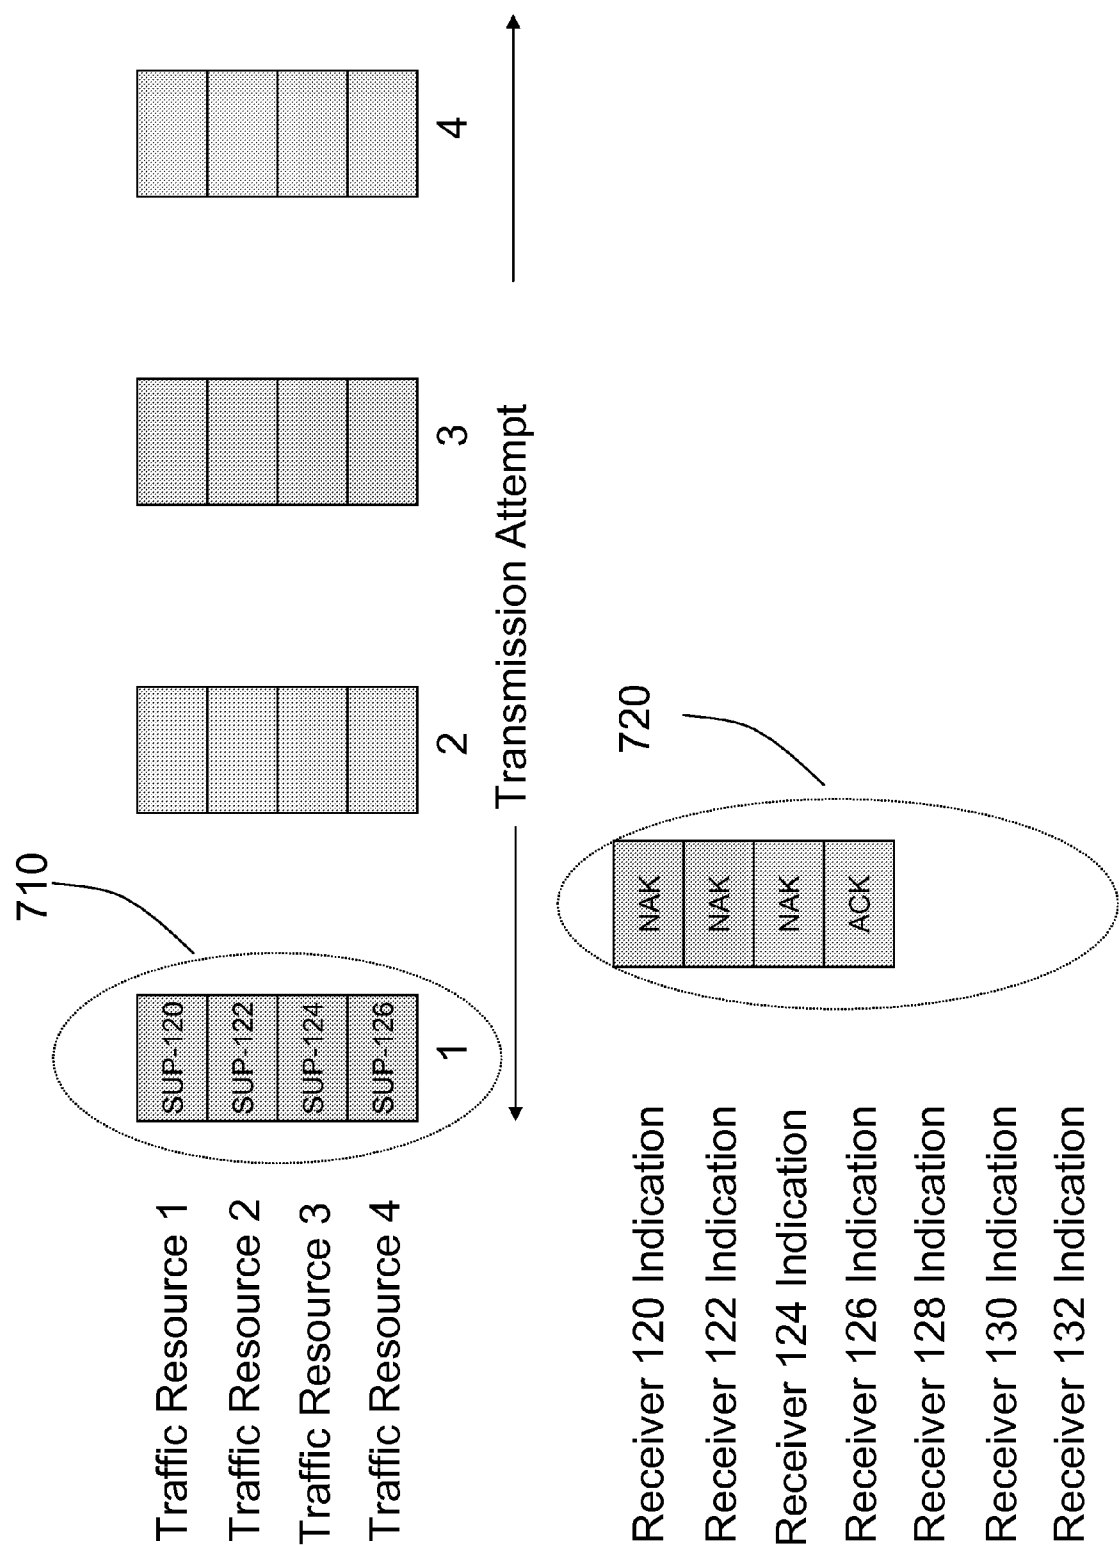 710
Traffic Resource 1
SUP-120
Traffic Resource 2
SUP-122
Traffic Resource 3
SUP-124
Traffic Resource 4
SUP-126
1
2
3
4
Transmission Attempt
720
Receiver 120 Indication
NAK
Receiver 122 Indication
NAK
Receiver 124 Indication
NAK
Receiver 126 Indication
ACK
Receiver 128 Indication
Receiver 130 Indication
Receiver 132 Indication